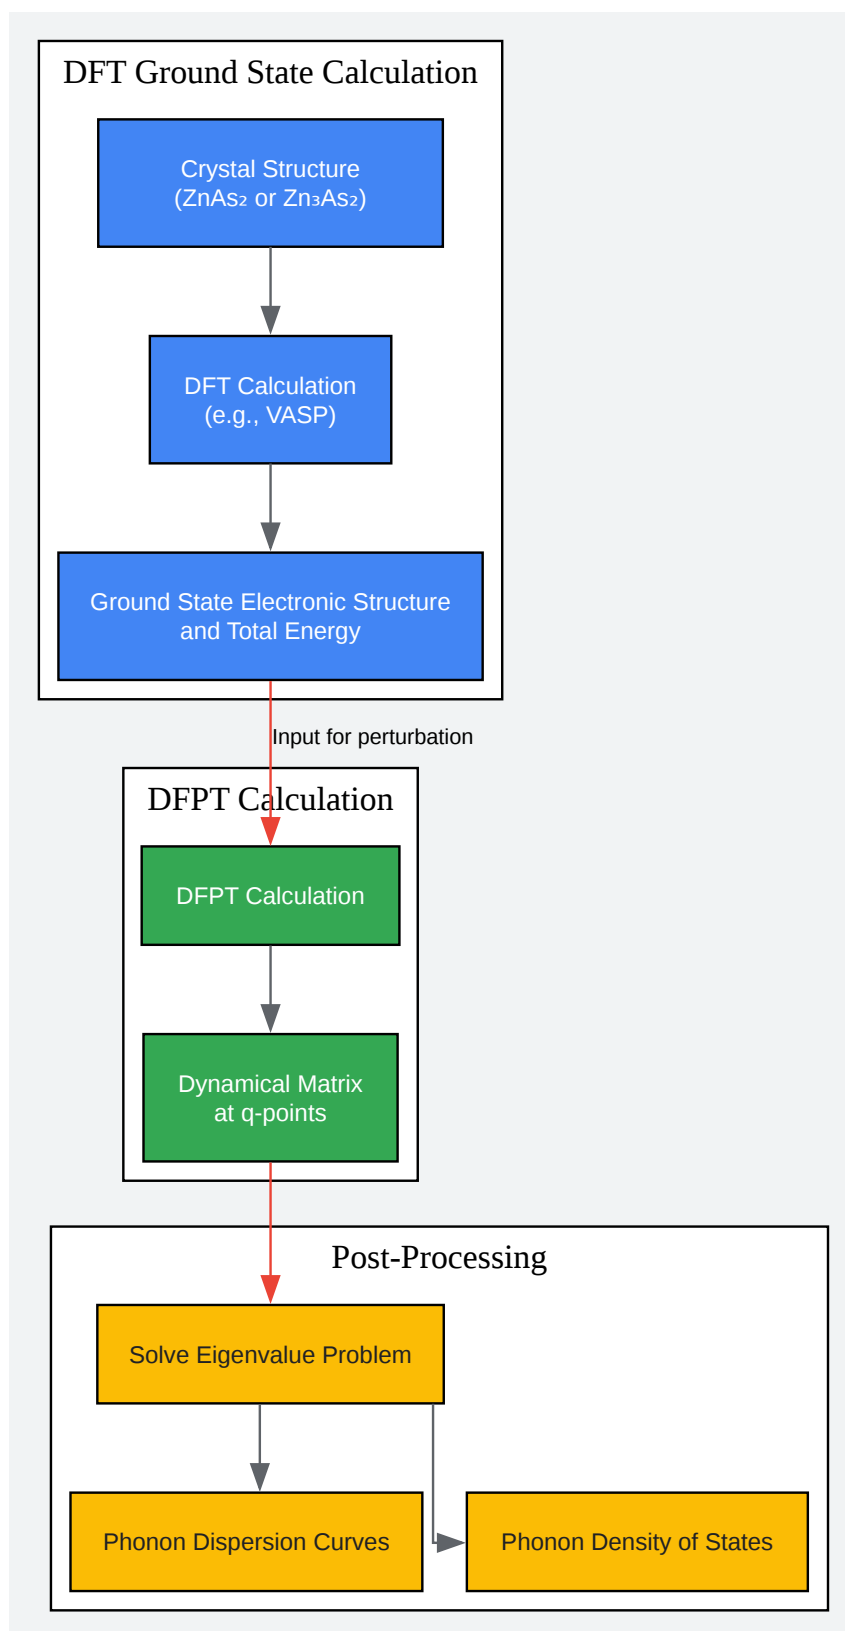 DFT Ground State Calculation
Crystal Structure
(ZnAs₂ or Zn₃As₂)
DFT Calculation
(e.g., VASP)
Ground State Electronic Structure
and Total Energy
Input for perturbation
DFPT Calculation
DFPT Calculation
Dynamical Matrix
at q-points
Post-Processing
Solve Eigenvalue Problem
Phonon Dispersion Curves
Phonon Density of States